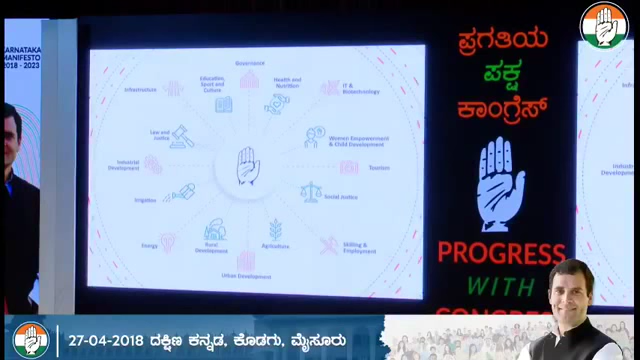 KARNATAKA
MANIFESTO
2018 - 2023
Governance
Education,
Sport and
Culture
Health and
Nutrition
Infrastructure
IT &
Biotechnology
Law and
Justice
Women Empowerment
& Child Development
Industrial
Development
Tourism
Irrigation
Social Justice
Energy
Rural
Development
Agriculture
Skilling &
Employment
Urban Development
ಪ್ರಗತಿಯ
ಪಕ್ಷ
ಕಾಂಗ್ರೆಸ್
PROGRESS
WITH
27-04-2018 ದಕ್ಷಿಣ ಕನ್ನಡ, ಕೊಡಗು, ಮೈಸೂರು